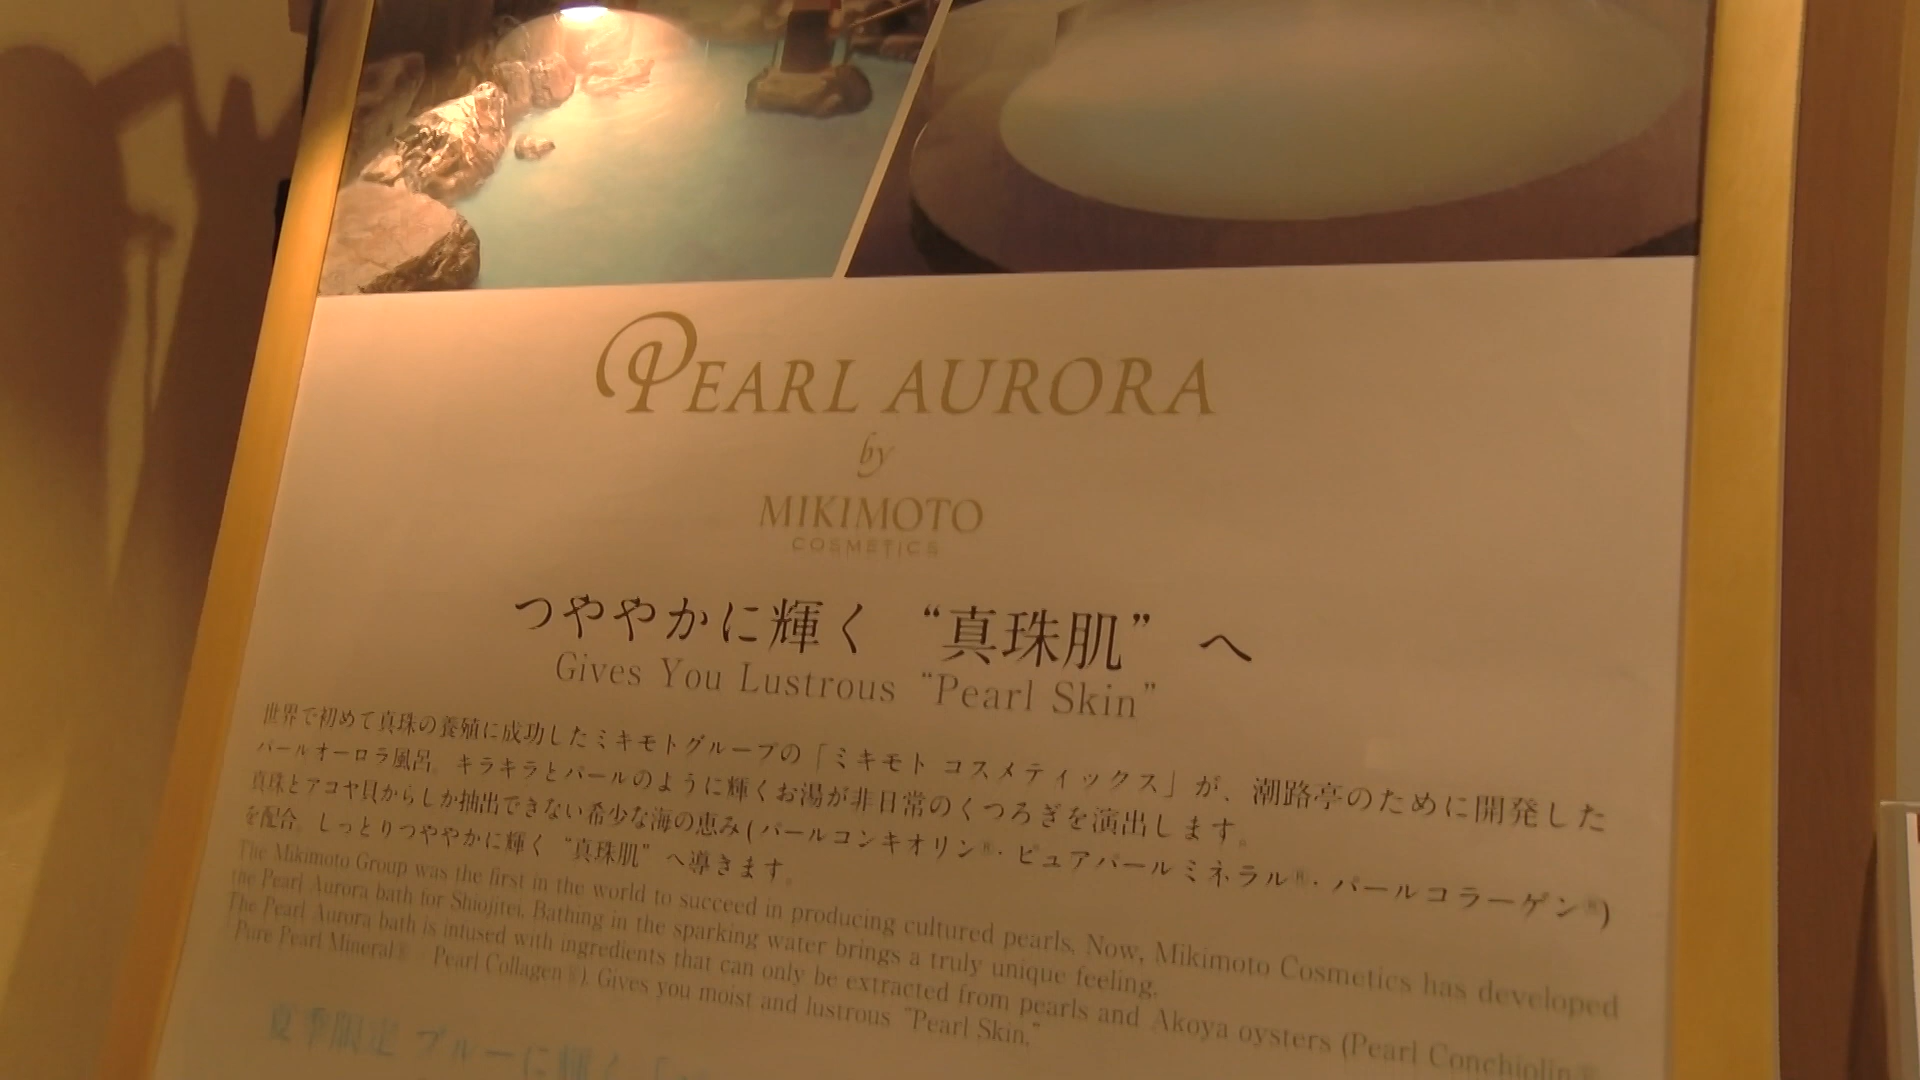 PEARL AURORA
by
MIKIMOTO
COSMETICS
つややかに輝く “真珠肌” へ
Gives You Lustrous “Pearl Skin”
世界で初めて真珠の養殖に成功したミキモトグループの「ミキモト コスメティックス」が、潮路亭のために開発した
パールオーロラ風呂。キラキラとパールのように輝くお湯が非日常のくつろぎを演出します。
真珠とアコヤ貝からしか抽出できない希少な海の恵み(パールコンキオリン®・ピュアパールミネラル®・パールコラーゲン®)
を配合。しっとりつややかに輝く “真珠肌” へ導きます。
The Mikimoto Group was the first in the world to succeed in producing cultured pearls. Now, Mikimoto Cosmetics has developed
the Pearl Aurora bath for Shiojitei. Bathing in the sparking water brings a truly unique feeling.
The Pearl Aurora bath is infused with ingredients that can only be extracted from pearls and Akoya oysters (Pearl Conchiolin®
Pure Pearl Mineral® Pearl Collagen®). Gives you moist and lustrous "Pearl Skin."
夏季限定 ブルーに輝く「